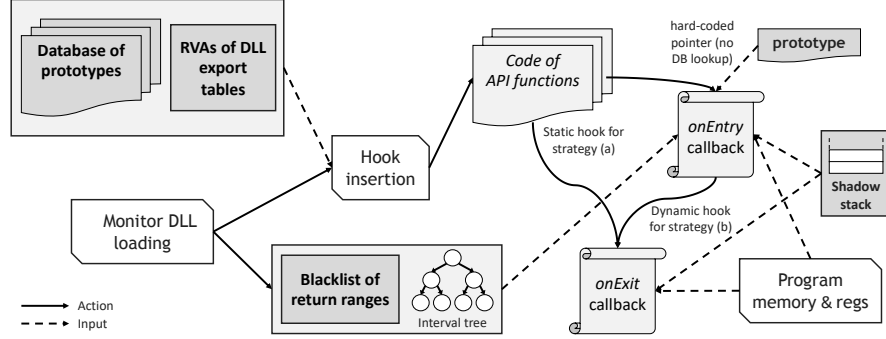 Database of
prototypes
RVAs of DLL
export
tables
Code of
API functions
hard-coded
pointer (no
DB lookup)
prototype
onEntry
callback
Hook
insertion
Static hook for
strategy (a)
Shadow
stack
Monitor DLL
loading
Dynamic hook
for strategy (b)
Blacklist of
return ranges
Interval tree
onExit
callback
Program
memory & regs
Action
Input